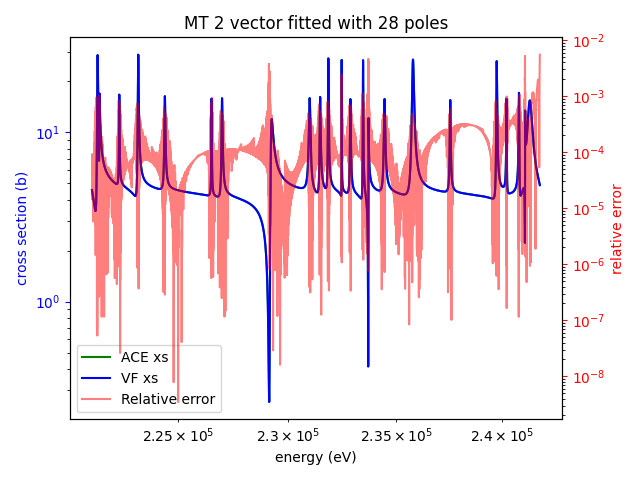 MT 2 vector fitted with 28 poles
10⁻²
10⁻³
10⁻⁴
10⁻⁵
10⁻⁶
10⁻⁷
10⁻⁸
relative error
10¹
10⁰
cross section (b)
ACE xs
VF xs
Relative error
2.25 × 10⁵
2.3 × 10⁵
2.35 × 10⁵
2.4 × 10⁵
energy (eV)